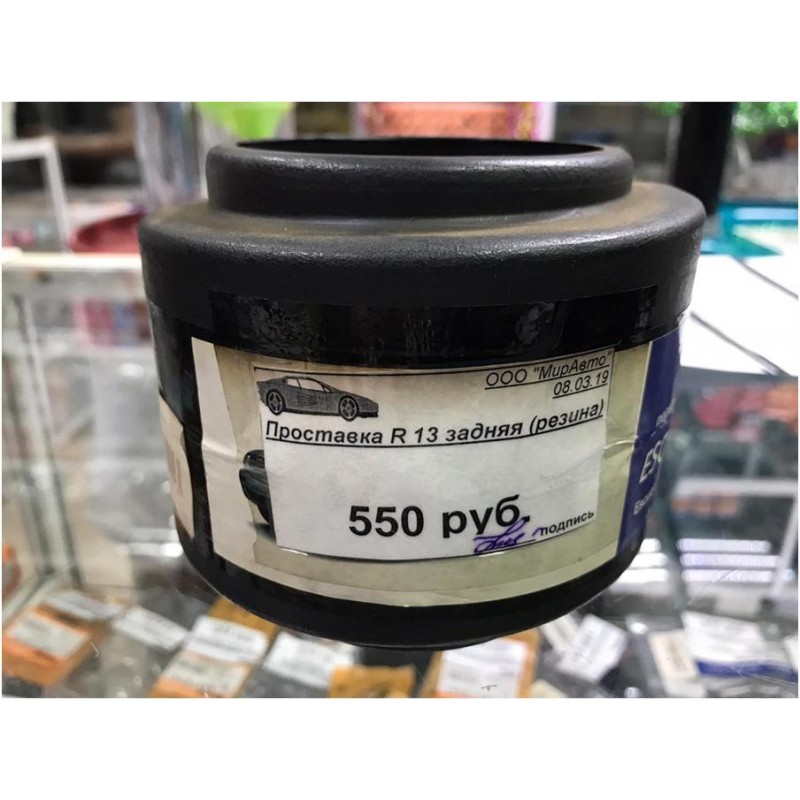 ООО "МирАвто"
08.03.19
Проставка R 13 задняя (резина)
550 руб.
подпись